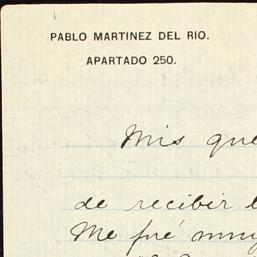 PABLO MARTINEZ DEL RIO.
APARTADO 250.
Mis que
de recibir l
Me fué muy